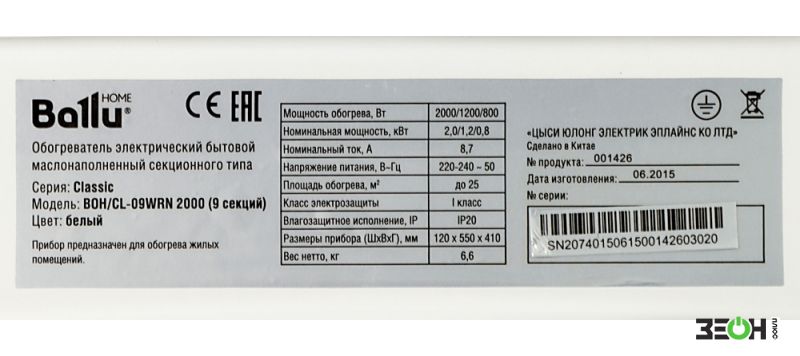 Ballu® HOME
CE EAC
Обогреватель электрический бытовой
маслонаполненный секционного типа
Серия: Classic
Модель: BOH/CL-09WRN 2000 (9 секций)
Цвет: белый
Прибор предназначен для обогрева жилых
помещений.
Мощность обогрева, Вт 2000/1200/800
Номинальная мощность, кВт 2,0/1,2/0,8
Номинальный ток, А 8,7
Напряжение питания, В~Гц 220-240 ~ 50
Площадь обогрева, м² до 25
Класс электрозащиты I класс
Влагозащитное исполнение, IP IP20
Размеры прибора (ШхВхГ), мм 120 x 550 x 410
Вес нетто, кг 6,6
«ЦЫСИ ЮЛОНГ ЭЛЕКТРИК ЭПЛАЙНС КО ЛТД»
Сделано в Китае
№ продукта: 001426
Дата изготовления: 06.2015
№ серии:
SN2074015061500142603020
ЗЕОН
ПЛЮС